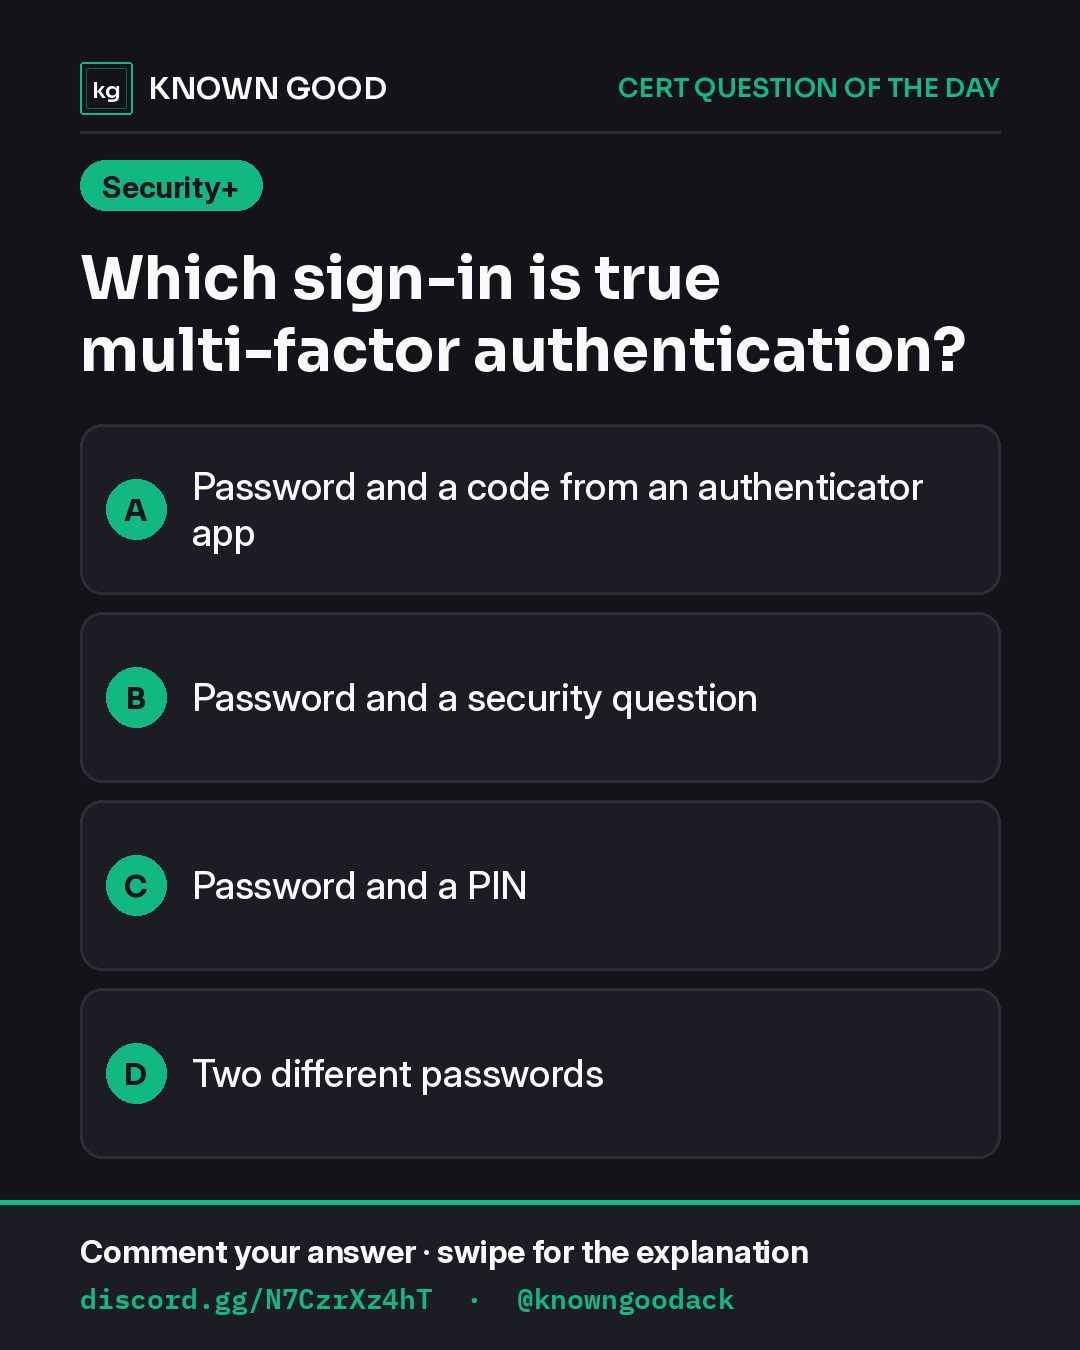 kg KNOWN GOOD
CERT QUESTION OF THE DAY
Security+
Which sign-in is true
multi-factor authentication?
A Password and a code from an authenticator
app
B Password and a security question
C Password and a PIN
D Two different passwords
Comment your answer · swipe for the explanation
discord.gg/N7CzrXz4hT · @knowngoodack